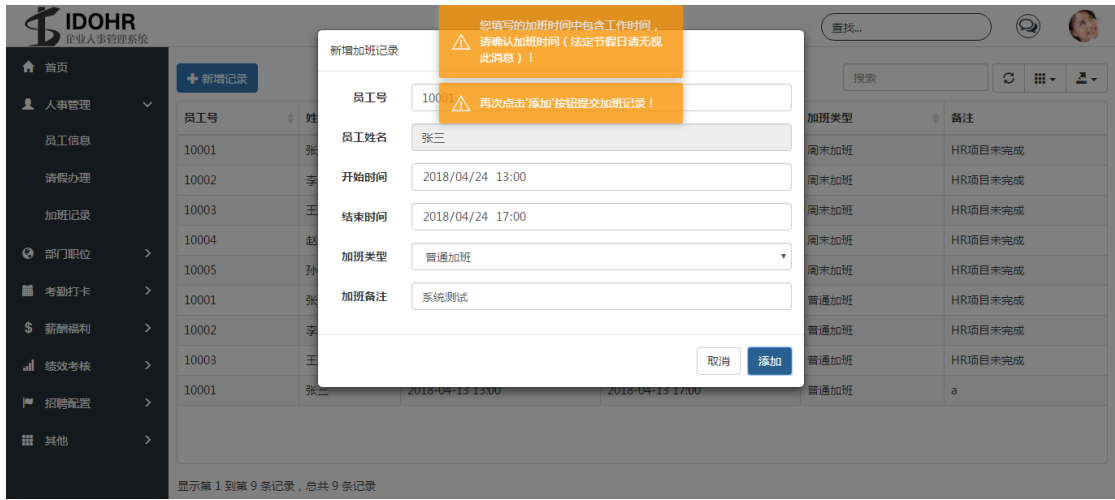 IDOHR
企业人事管理系统
查找...
首页
人事管理
员工信息
请假办理
加班记录
部门职位
考勤打卡
薪酬福利
绩效考核
招聘配置
其他
新增记录
搜索
员工号 姓 加班类型 备注
10001 张 周末加班 HR项目未完成
10002 李 周末加班 HR项目未完成
10003 王 周末加班 HR项目未完成
10004 赵 周末加班 HR项目未完成
10005 孙 周末加班 HR项目未完成
10001 张 普通加班 HR项目未完成
10002 李 普通加班 HR项目未完成
10003 王 普通加班 HR项目未完成
10001 张三 2018-04-13 13:00 2018-04-13 17:00 普通加班 a
显示第 1 到第 9 条记录，总共 9 条记录
新增加班记录
您填写的加班时间中包含工作时间，
请确认加班时间（法定节假日请无视
此消息）！
再次点击'添加'按钮提交加班记录！
员工号 10001
员工姓名 张三
开始时间 2018/04/24 13:00
结束时间 2018/04/24 17:00
加班类型 普通加班
加班备注 系统测试
取消 添加